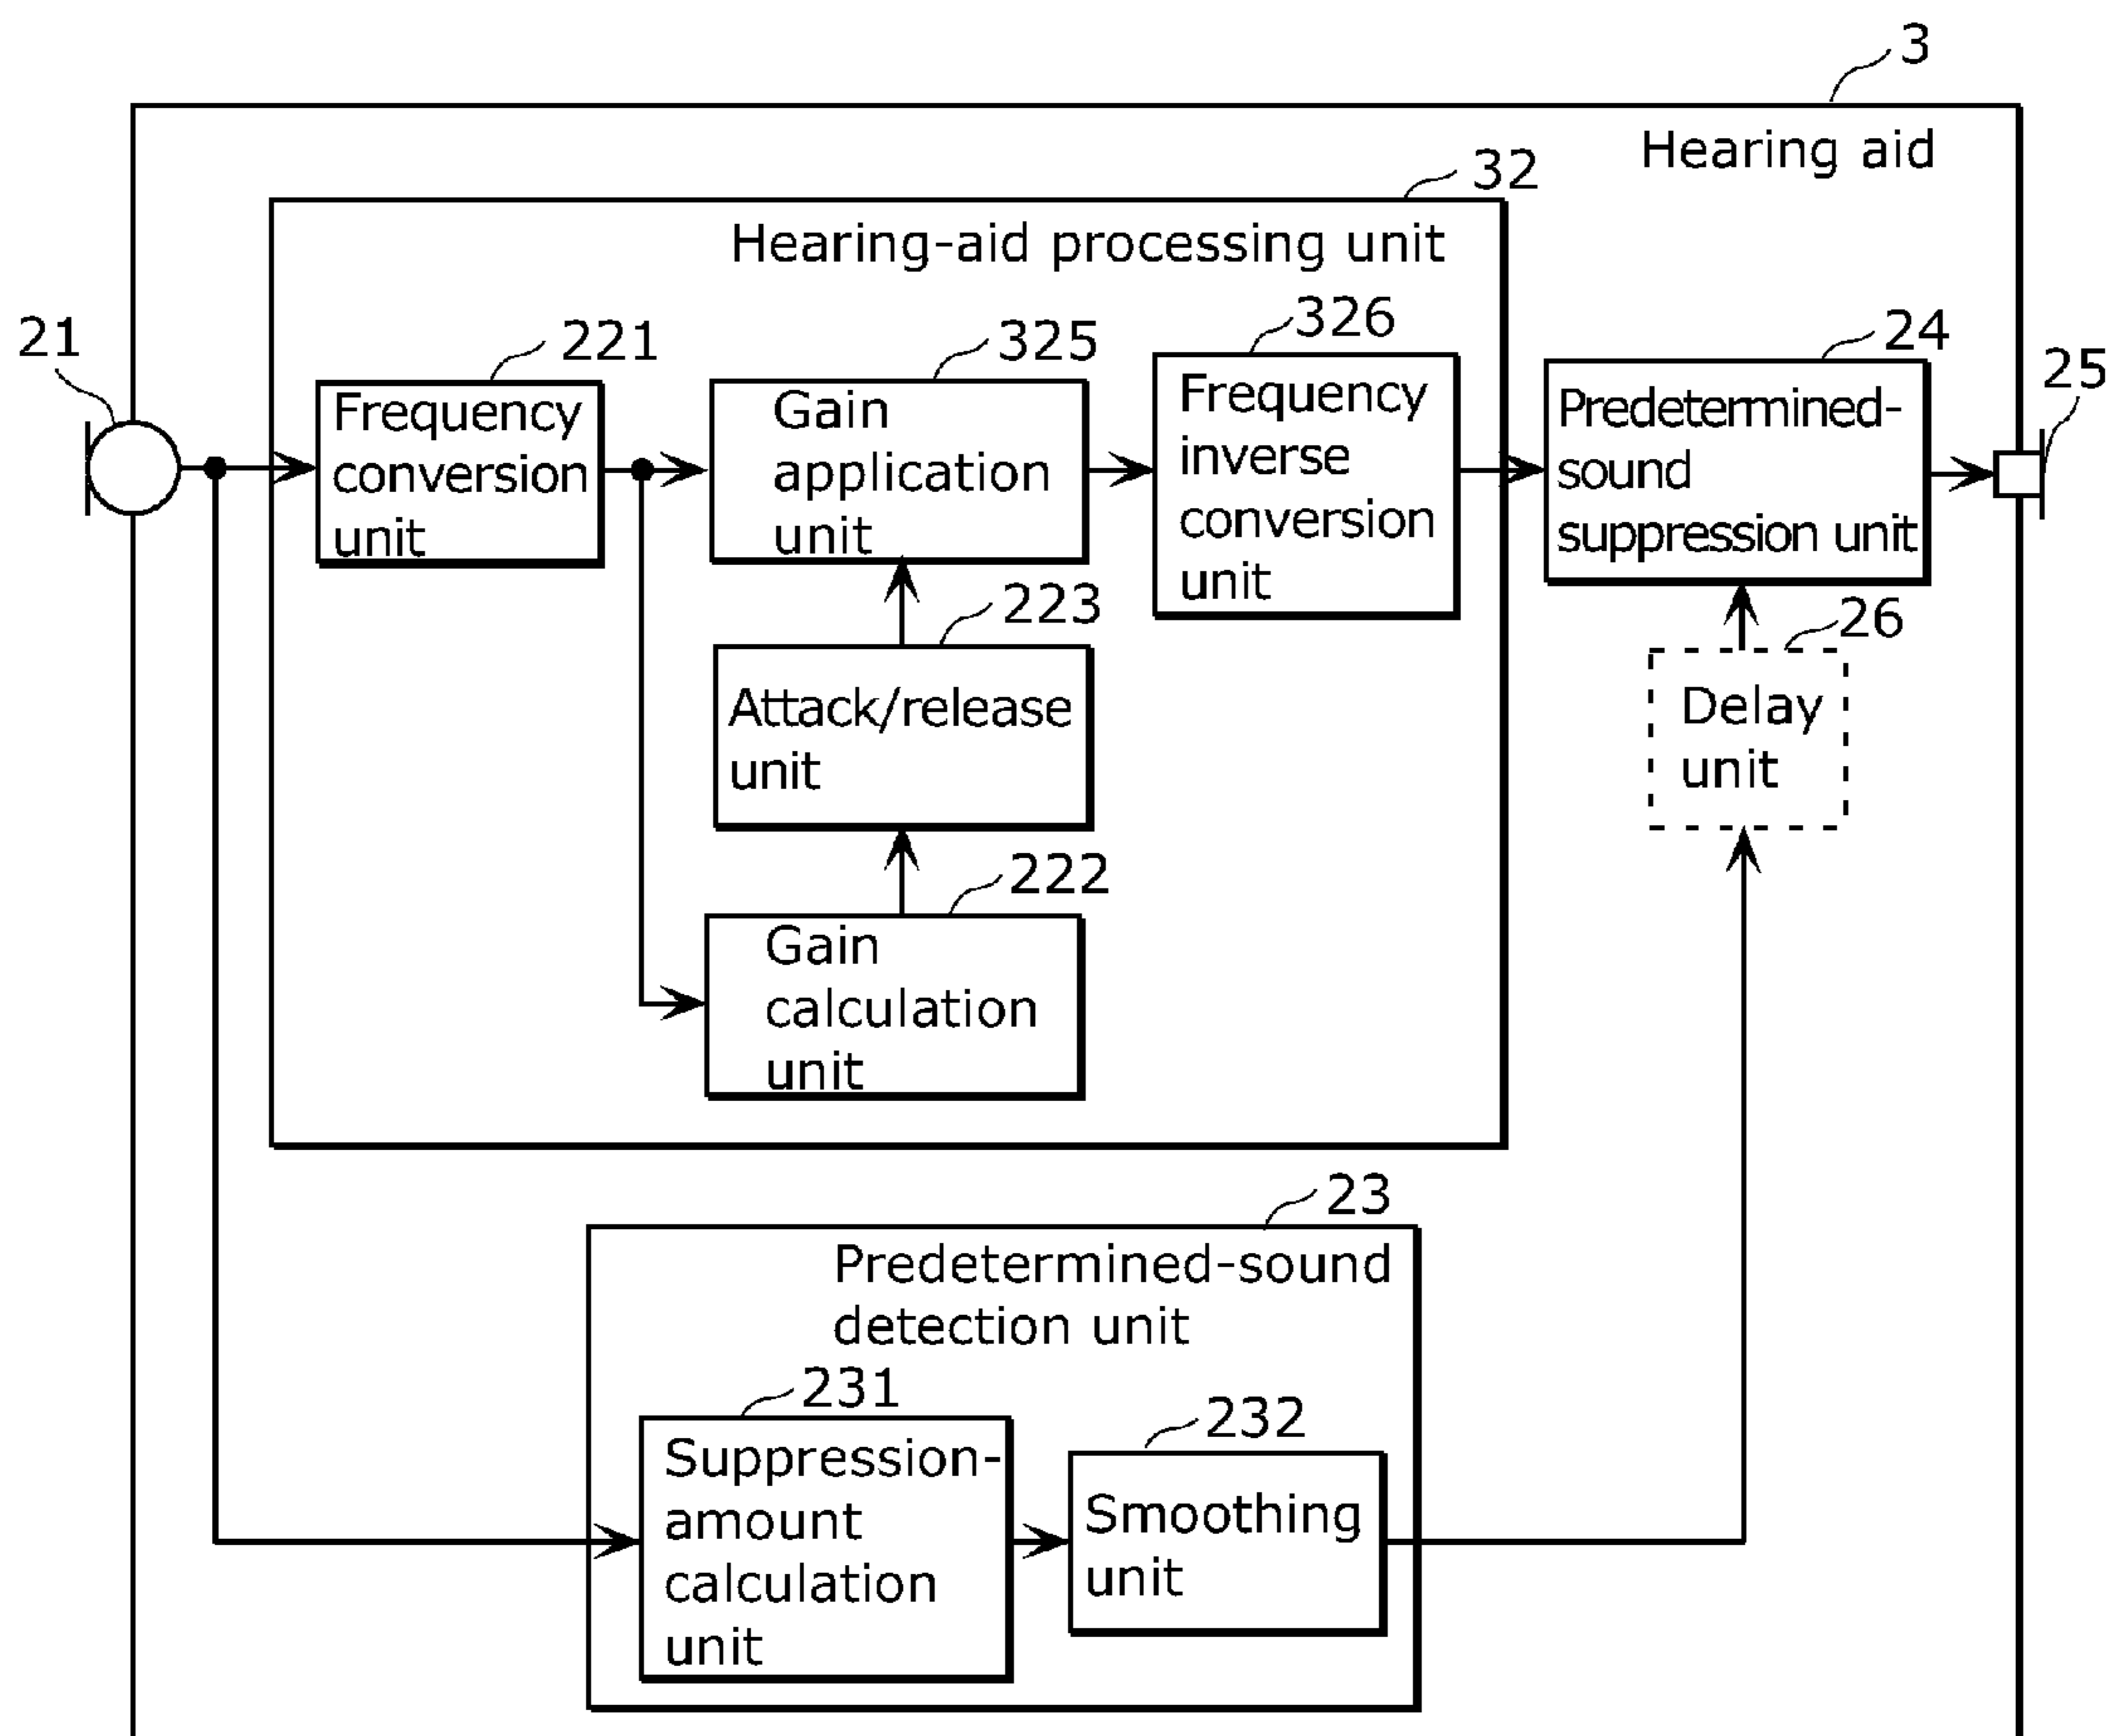 3
Hearing aid
32
Hearing-aid processing unit
21
221
325
326
24
25
Frequency
conversion
unit
Gain
application
unit
Frequency
inverse
conversion
unit
Predetermined-
sound
suppression unit
223
26
Attack/release
unit
Delay
unit
222
Gain
calculation
unit
23
Predetermined-sound
detection unit
231
232
Suppression-
amount
calculation
unit
Smoothing
unit